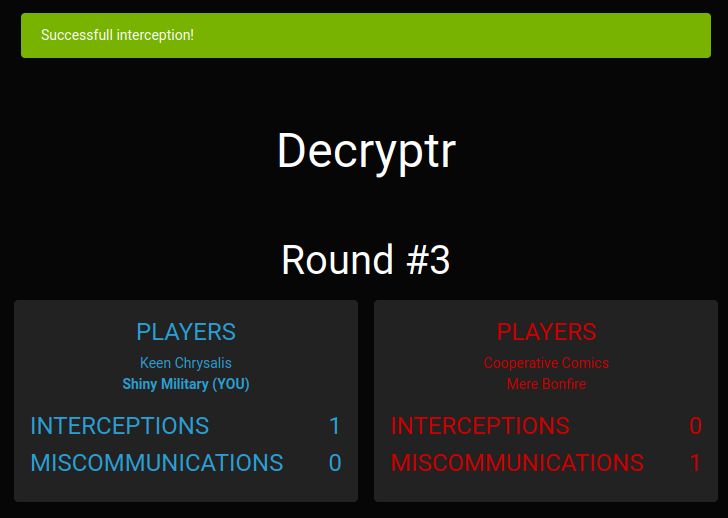 Successfull interception!
Decryptr
Round #3
PLAYERS
Keen Chrysalis
Shiny Military (YOU)
INTERCEPTIONS 1
MISCOMMUNICATIONS 0
PLAYERS
Cooperative Comics
Mere Bonfire
INTERCEPTIONS 0
MISCOMMUNICATIONS 1